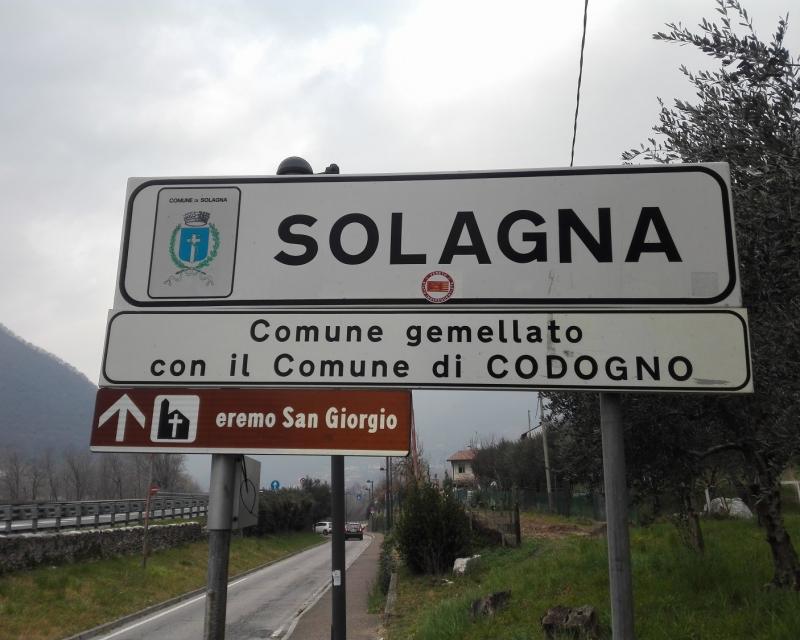 COMUNE DI SOLAGNA
SOLAGNA
Comune gemellato
con il Comune di CODOGNO
eremo San Giorgio